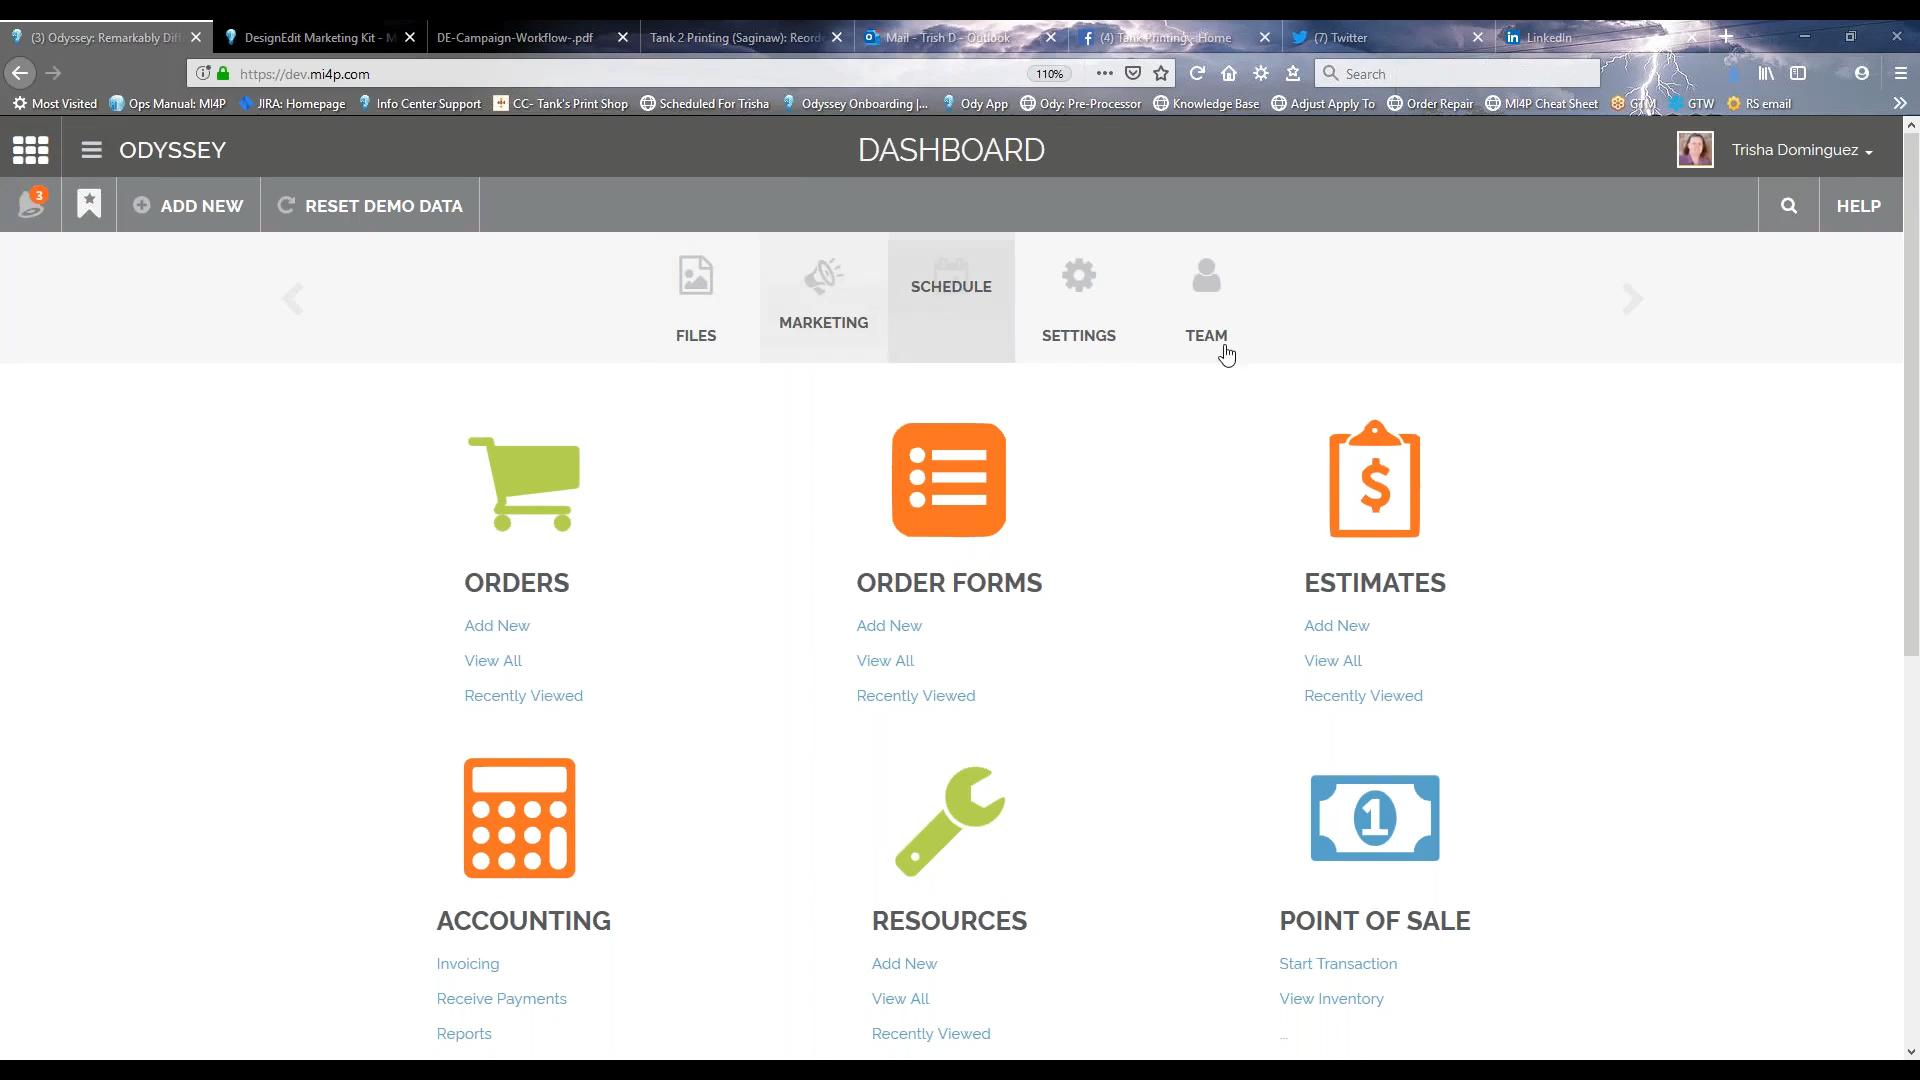 (3) Odyssey: Remarkably Diff
DesignEdit Marketing Kit - M
DE-Campaign-Workflow-.pdf
Tank 2 Printing (Saginaw): Reord
Mail - Trish D - Outlook
(4) Tank Printing - Home
(7) Twitter
LinkedIn
https://dev.mi4p.com
110%
Search
Most Visited
Ops Manual: MI4P
JIRA: Homepage
Info Center Support
CC- Tank's Print Shop
Scheduled For Trisha
Odyssey Onboarding |...
Ody App
Ody: Pre-Processor
Knowledge Base
Adjust Apply To
Order Repair
MI4P Cheat Sheet
GTM
GTW
RS email
ODYSSEY
DASHBOARD
Trisha Dominguez
3
ADD NEW
RESET DEMO DATA
HELP
FILES
MARKETING
SCHEDULE
SETTINGS
TEAM
$
ORDERS
Add New
View All
Recently Viewed
ORDER FORMS
Add New
View All
Recently Viewed
ESTIMATES
Add New
View All
Recently Viewed
1
ACCOUNTING
Invoicing
Receive Payments
Reports
RESOURCES
Add New
View All
Recently Viewed
POINT OF SALE
Start Transaction
View Inventory
...